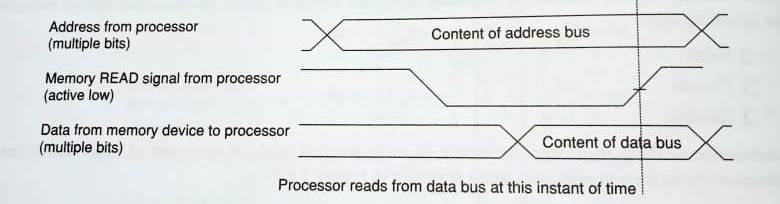 Address from processor
(multiple bits)
Content of address bus
Memory READ signal from processor
(active low)
Data from memory device to processor
(multiple bits)
Content of data bus
Processor reads from data bus at this instant of time